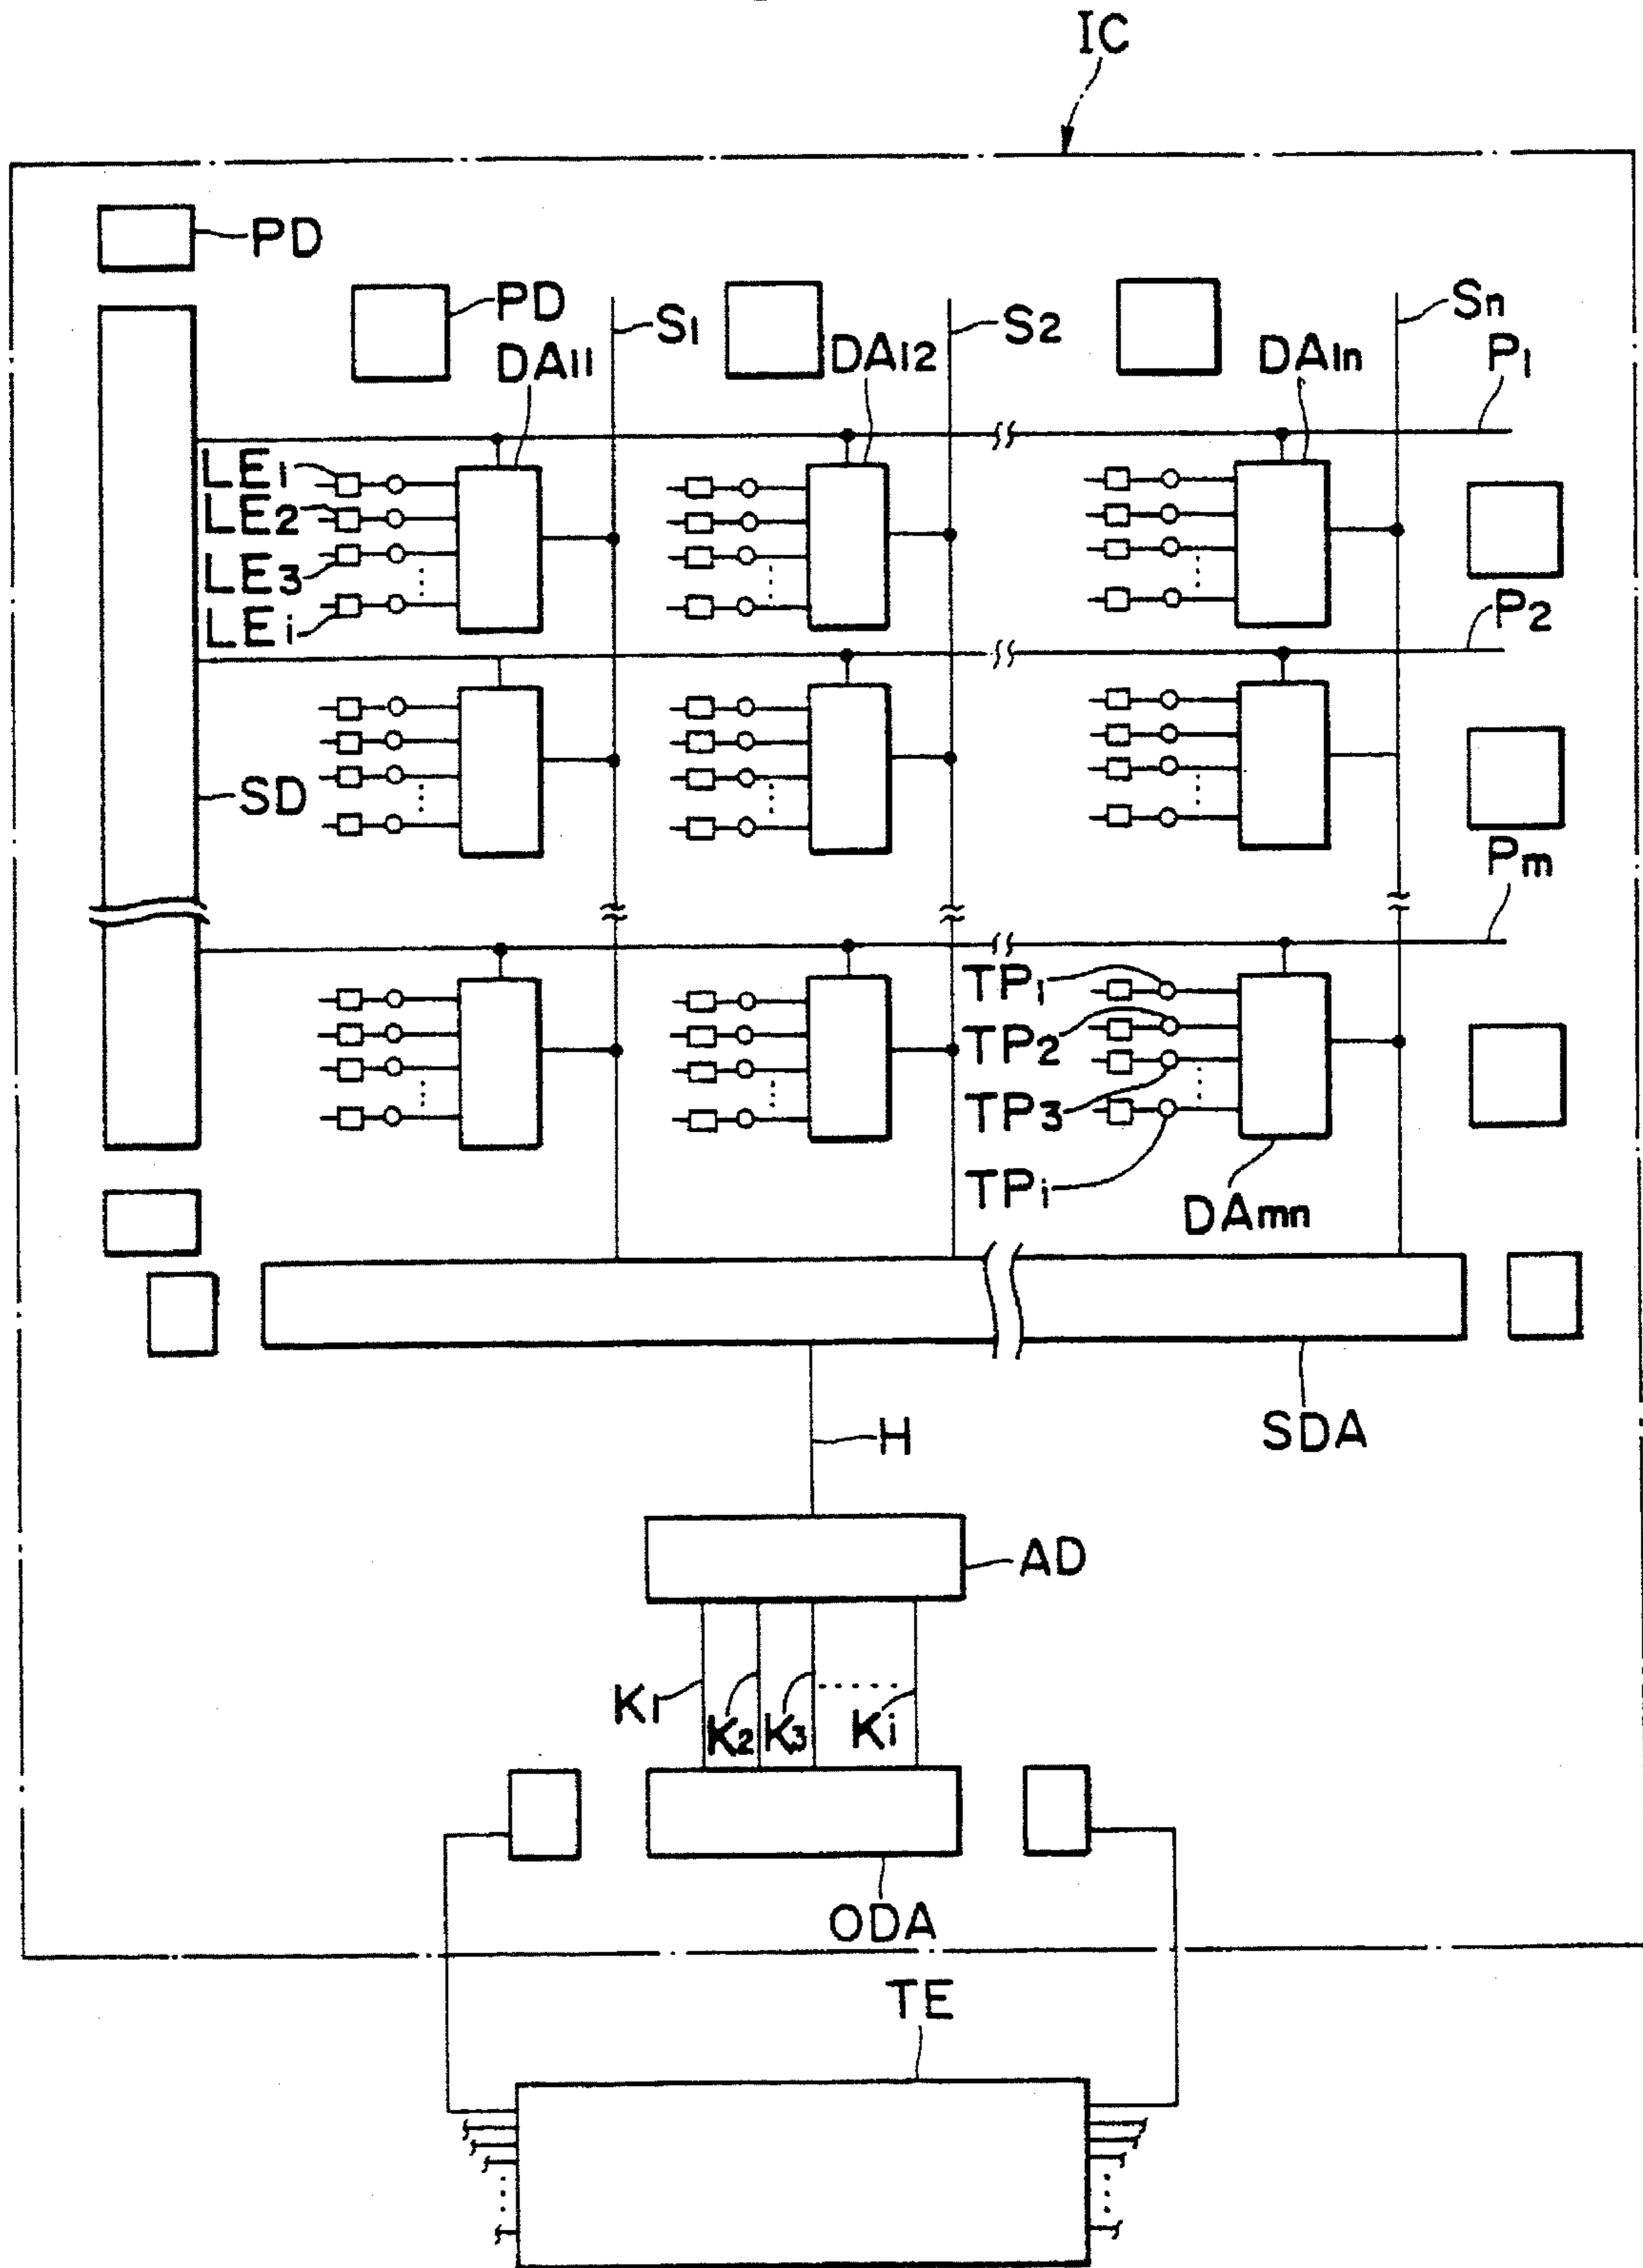 IC
PD
PD
S1
S2
Sn
DA11
DA12
DA1n
P1
LE1
LE2
LE3
LEi
P2
SD
Pm
TP1
TP2
TP3
TPi
DAmn
SDA
H
AD
K1
K2
K3
Ki
ODA
TE